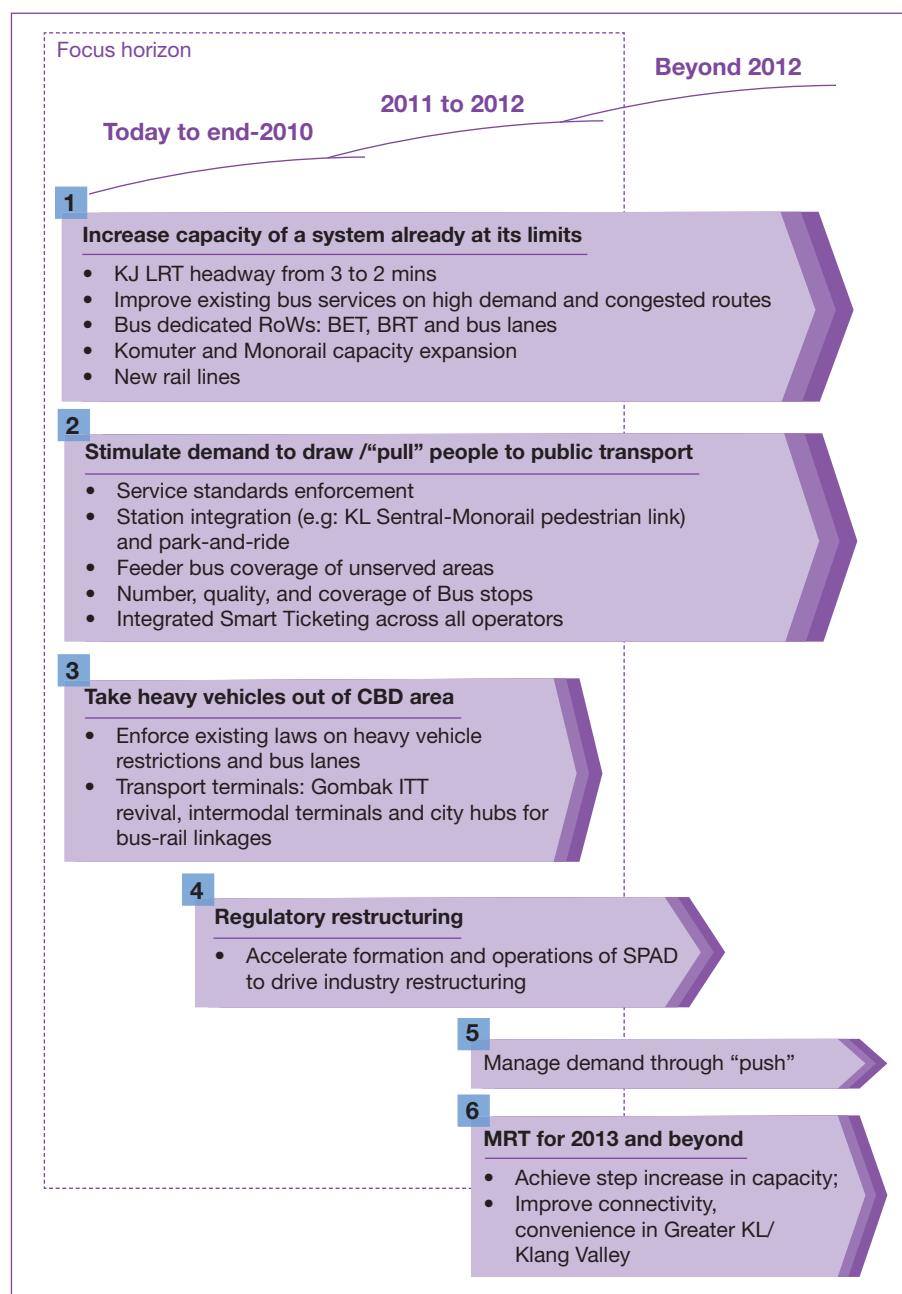 Focus horizon
Today to end-2010
2011 to 2012
Beyond 2012
1
Increase capacity of a system already at its limits
• KJ LRT headway from 3 to 2 mins
• Improve existing bus services on high demand and congested routes
• Bus dedicated RoWs: BET, BRT and bus lanes
• Komuter and Monorail capacity expansion
• New rail lines
2
Stimulate demand to draw /“pull” people to public transport
• Service standards enforcement
• Station integration (e.g: KL Sentral-Monorail pedestrian link)
and park-and-ride
• Feeder bus coverage of unserved areas
• Number, quality, and coverage of Bus stops
• Integrated Smart Ticketing across all operators
3
Take heavy vehicles out of CBD area
• Enforce existing laws on heavy vehicle
restrictions and bus lanes
• Transport terminals: Gombak ITT
revival, intermodal terminals and city hubs for
bus-rail linkages
4
Regulatory restructuring
• Accelerate formation and operations of SPAD
to drive industry restructuring
5
Manage demand through “push”
6
MRT for 2013 and beyond
• Achieve step increase in capacity;
• Improve connectivity,
convenience in Greater KL/
Klang Valley